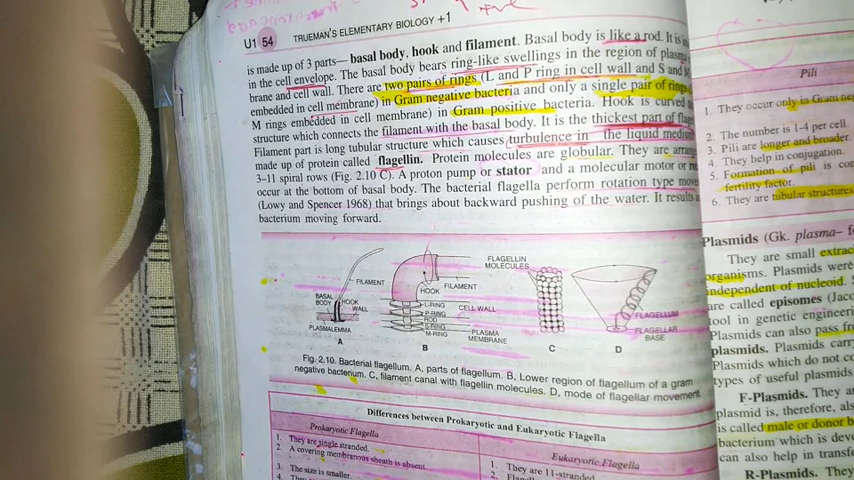 U1 54 TRUEMAN'S ELEMENTARY BIOLOGY +1
is made up of 3 parts— basal body, hook and filament. Basal body is like a rod. It is
in the cell envelope. The basal body bears ring-like swellings in the region of plasma
brane and cell wall. There are two pairs of rings (L and P ring in cell wall and S and M
embedded in cell membrane) in Gram negative bacteria and only a single pair of rings
M rings embedded in cell membrane) in Gram positive bacteria. Hook is curved
structure which connects the filament with the basal body. It is the thickest part of
Filament part is long tubular structure which causes turbulence in the liquid medium
made up of protein called flagellin. Protein molecules are globular. They are
3–11 spiral rows (Fig. 2.10 C). A proton pump or stator and a molecular motor or
occur at the bottom of basal body. The bacterial flagella perform rotation type
(Lowy and Spencer 1968) that brings about backward pushing of the water. It results
bacterium moving forward.
FILAMENT
BASAL BODY
HOOK
WALL
PLASMALEMMA
A
FILAMENT
HOOK
L-RING
P-RING
ROD
S-RING
M-RING
CELL WALL
PLASMA MEMBRANE
B
FLAGELLIN MOLECULES
C
FLAGELLUM
FLAGELLAR BASE
D
Fig. 2.10. Bacterial flagellum. A, parts of flagellum. B, Lower region of flagellum of a gram
negative bacterium. C, filament canal with flagellin molecules. D, mode of flagellar movement.
Differences between Prokaryotic and Eukaryotic Flagella
Prokaryotic Flagella
1. They are single stranded.
2. A covering membranous sheath is absent.
3. The size is smaller.
4.
Eukaryotic Flagella
1. They are 11-stranded.
2.
Pili
1. They occur only in Gram
2. The number is 1-4 per cell.
3. Pili are longer and broader.
4. They help in conjugation.
5. Formation of pili is
fertility factor.
6. They are tubular structures
Plasmids (Gk. plasma–
They are small
organisms. Plasmids were
independent of nucleoid.
are called episomes
ool in genetic
Plasmids can also pass
plasmids. Plasmids
Plasmids which do not
types of useful plasmids
F-Plasmids. They
plasmid is, therefore,
is called male or donor
bacterium which is
can also help in
R-Plasmids. They